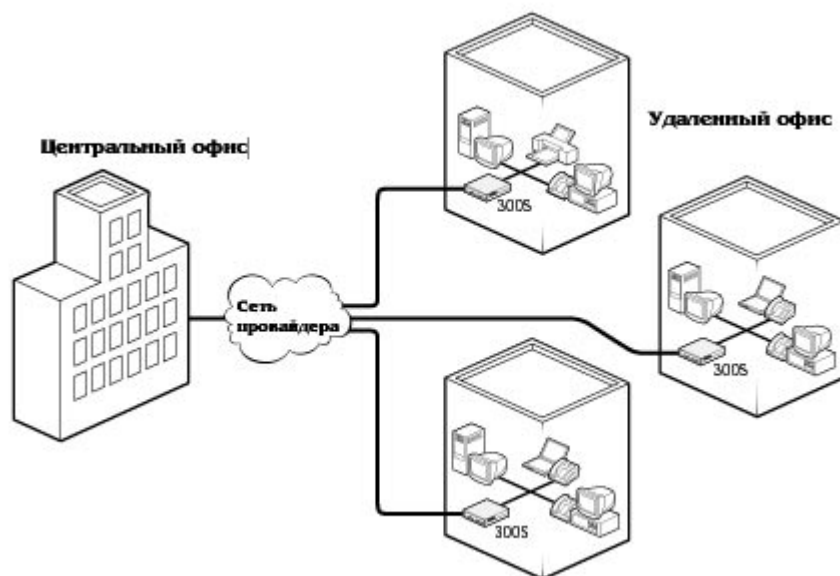 Центральный офис
Удаленный офис
300S
Сеть
провайдера
300S
300S